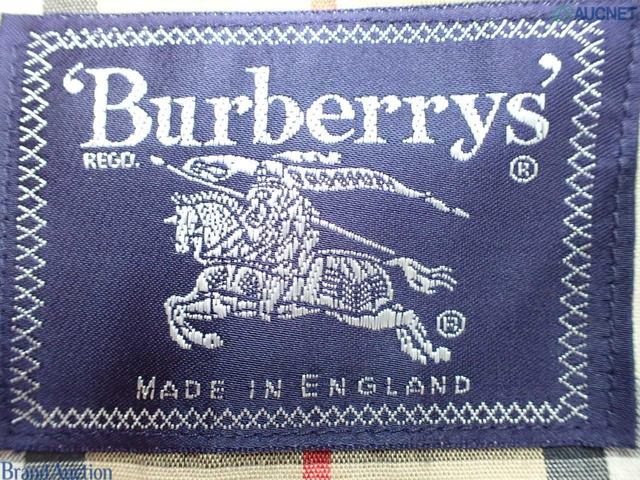 AUCNET
'Burberrys'
REGD.
®
®
MADE IN ENGLAND
Brand Auction